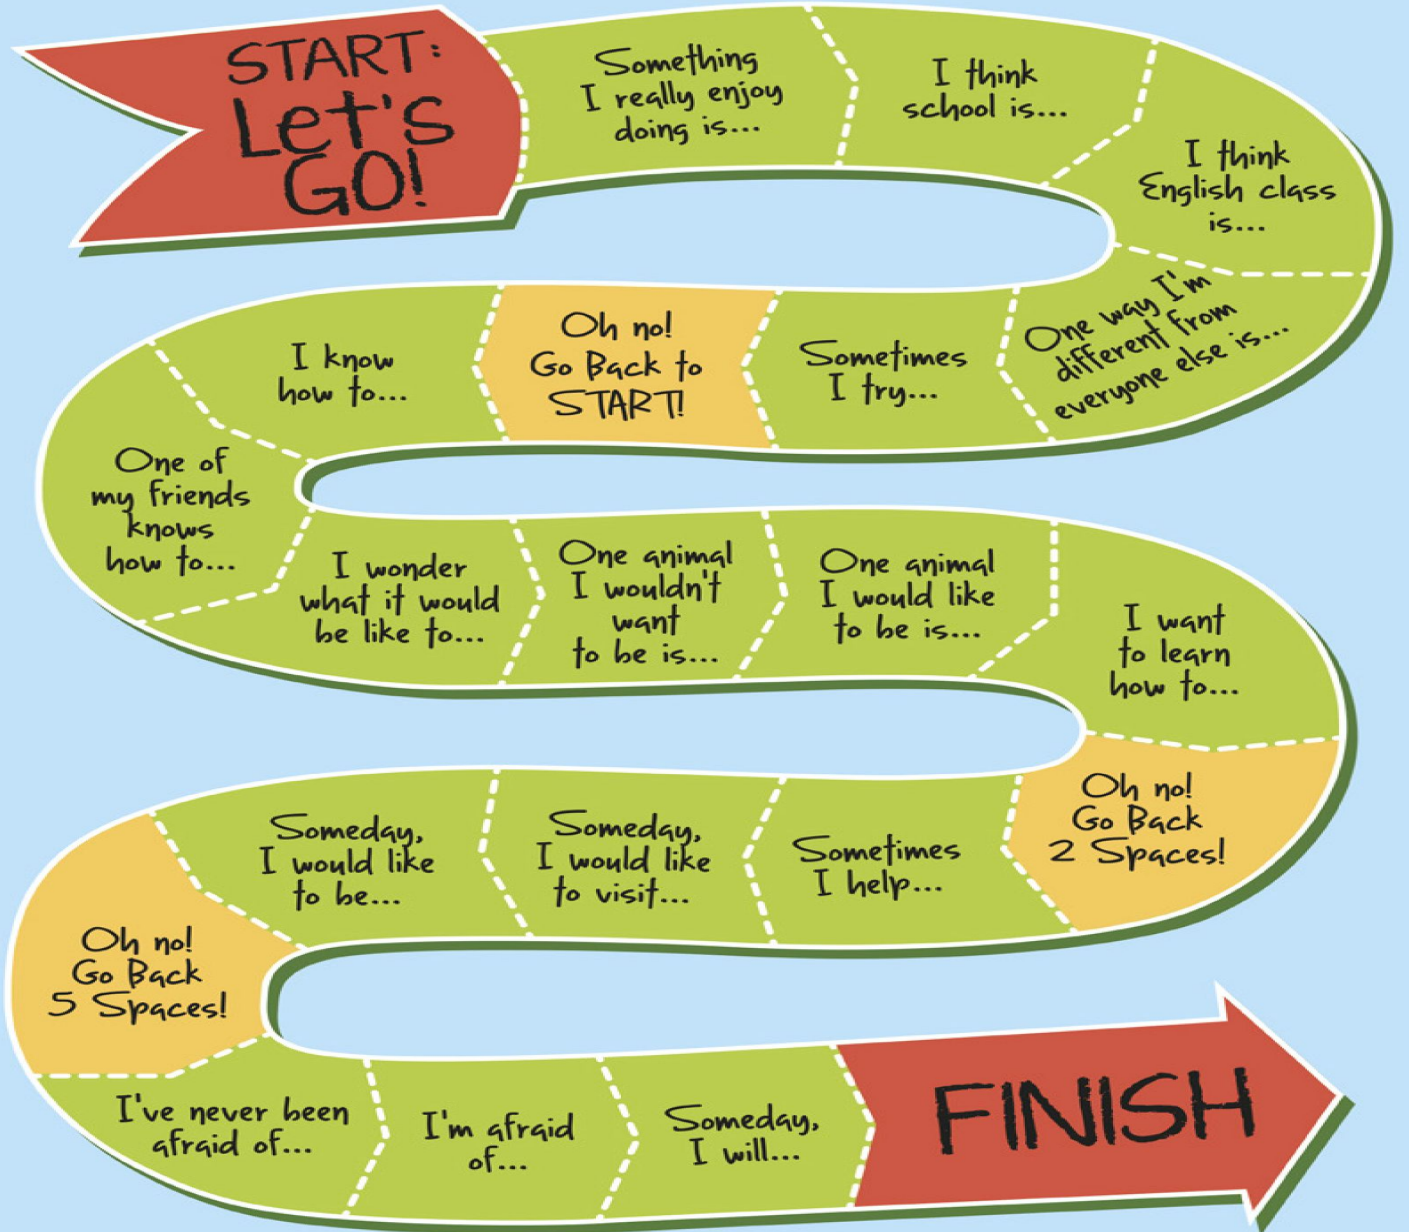 START:
Let's
GO!
Something
I really enjoy
doing is...
I think
school is...
I think
English class
is...
One way I'm
different from
everyone else is...
Sometimes
I try...
Oh no!
Go Back to
START!
I know
how to...
One of
my friends
knows
how to...
I wonder
what it would
be like to...
One animal
I wouldn't
want
to be is...
One animal
I would like
to be is...
I want
to learn
how to...
Oh no!
Go Back
2 Spaces!
Sometimes
I help...
Someday,
I would like
to visit...
Someday,
I would like
to be...
Oh no!
Go Back
5 Spaces!
I've never been
afraid of...
I'm afraid
of...
Someday,
I will...
FINISH